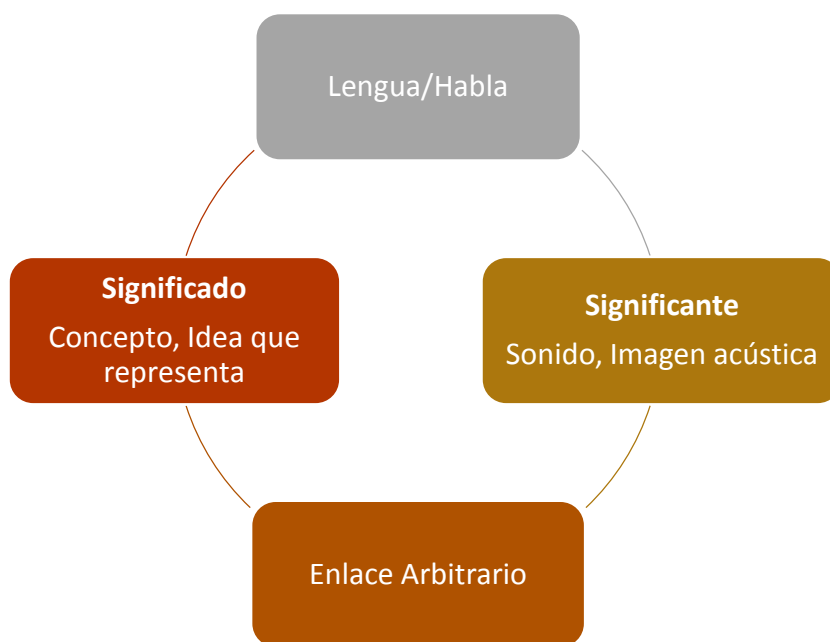 Lengua/Habla
Significado
Concepto, Idea que
representa
Significante
Sonido, Imagen acústica
Enlace Arbitrario